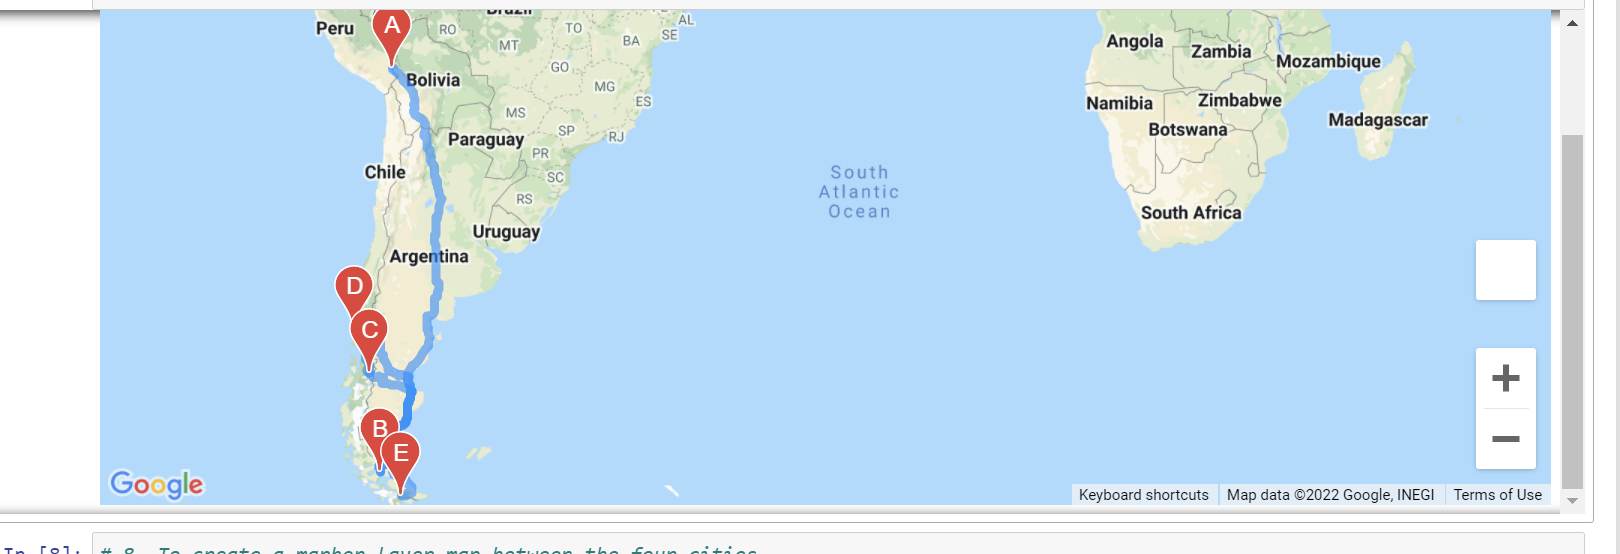 Brazil
A
Peru
RO
TO
AL
MT
BA
SE
Angola
Zambia
Mozambique
Bolivia
GO
MG
ES
Namibia
Zimbabwe
MS
SP
RJ
Botswana
Madagascar
Paraguay
PR
Chile
SC
South
Atlantic
Ocean
RS
South Africa
Uruguay
Argentina
D
C
B
E
Google
Keyboard shortcuts
Map data ©2022 Google, INEGI
Terms of Use
In [8]: # 8. To create a marker layer map between the four cities